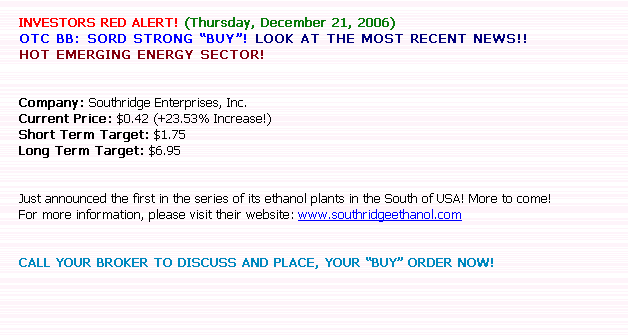 INVESTORS RED ALERT! (Thursday, December 21, 2006)
OTC BB: SORD STRONG “BUY”! LOOK AT THE MOST RECENT NEWS!!
HOT EMERGING ENERGY SECTOR!
Company: Southridge Enterprises, Inc.
Current Price: $0.42 (+23.53% Increase!)
Short Term Target: $1.75
Long Term Target: $6.95
Just announced the first in the series of its ethanol plants in the South of USA! More to come!
For more information, please visit their website: www.southridgeethanol.com
CALL YOUR BROKER TO DISCUSS AND PLACE, YOUR “BUY” ORDER NOW!